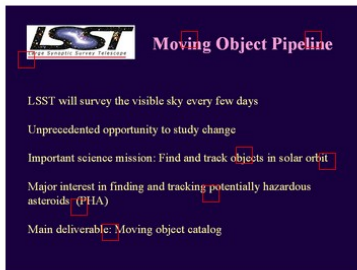 LSST
Large Synoptic Survey Telescope
Moving Object Pipeline
LSST will survey the visible sky every few days
Unprecedented opportunity to study change
Important science mission: Find and track objects in solar orbit
Major interest in finding and tracking potentially hazardous
asteroids (PHA)
Main deliverable: Moving object catalog